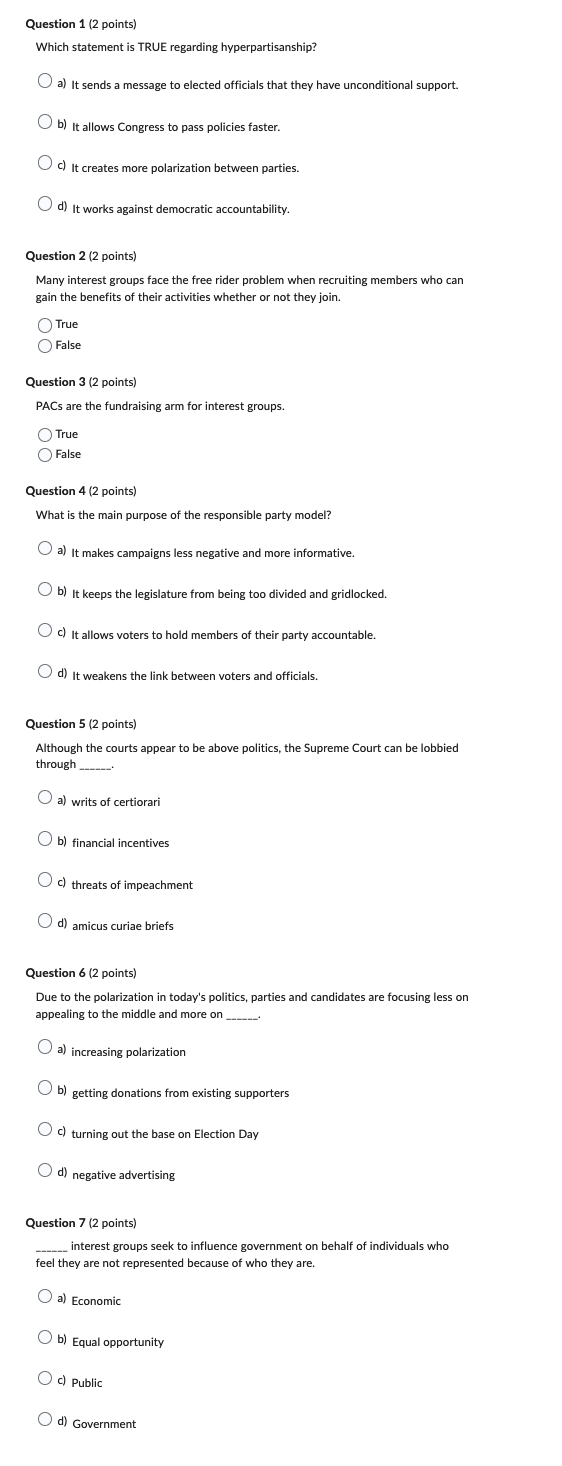 Question 1 (2 points)
Which statement is TRUE regarding hyperpartisanship?
a) It sends a message to elected officials that they have unconditional support.
b) It allows Congress to pass policies faster.
c) It creates more polarization between parties.
d) It works against democratic accountability.
Question 2 (2 points)
Many interest groups face the free rider problem when recruiting members who can
gain the benefits of their activities whether or not they join.
True
False
Question 3 (2 points)
PACs are the fundraising arm for interest groups.
True
False
Question 4 (2 points)
What is the main purpose of the responsible party model?
a) It makes campaigns less negative and more informative.
b) It keeps the legislature from being too divided and gridlocked.
c) It allows voters to hold members of their party accountable.
d) It weakens the link between voters and officials.
Question 5 (2 points)
Although the courts appear to be above politics, the Supreme Court can be lobbied
through ______.
a) writs of certiorari
b) financial incentives
c) threats of impeachment
d) amicus curiae briefs
Question 6 (2 points)
Due to the polarization in today's politics, parties and candidates are focusing less on
appealing to the middle and more on ______.
a) increasing polarization
b) getting donations from existing supporters
c) turning out the base on Election Day
d) negative advertising
Question 7 (2 points)
______ interest groups seek to influence government on behalf of individuals who
feel they are not represented because of who they are.
a) Economic
b) Equal opportunity
c) Public
d) Government